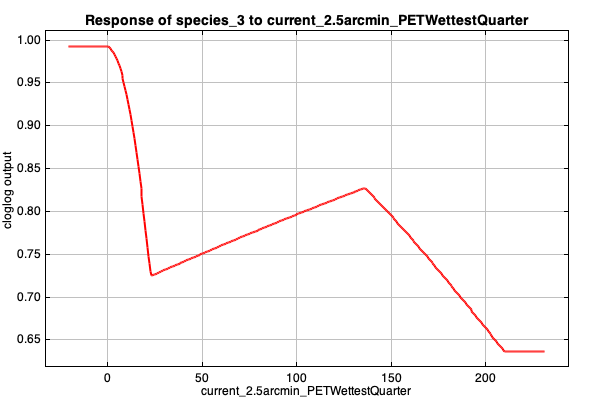 Response of species_3 to current_2.5arcmin_PETWettestQuarter
1.00
0.95
0.90
0.85
0.80
0.75
0.70
0.65
cloglog output
0 50 100 150 200
current_2.5arcmin_PETWettestQuarter